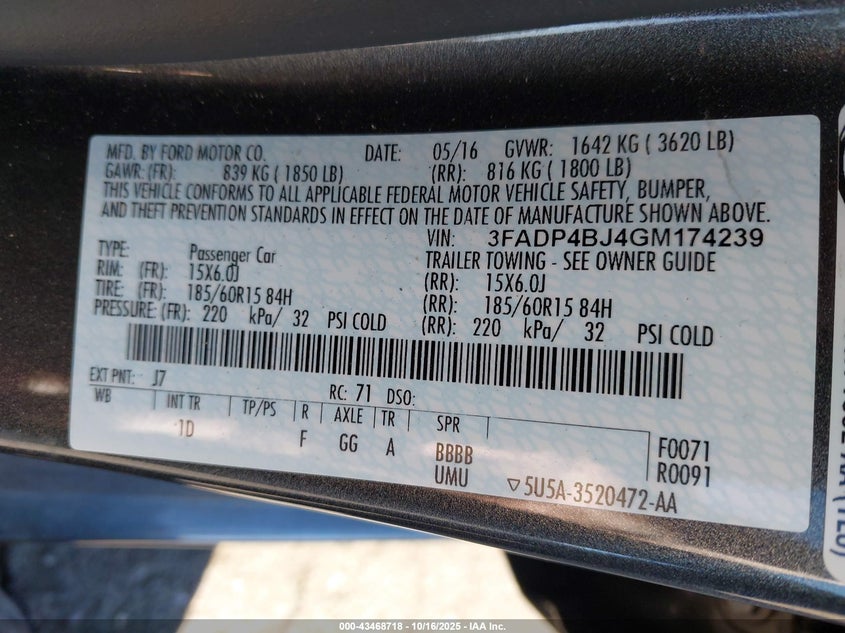 MFD. BY FORD MOTOR CO. DATE: 05/16 GVWR: 1642 KG ( 3620 LB)
GAWR: (FR): 839 KG ( 1850 LB) (RR): 816 KG ( 1800 LB)
THIS VEHICLE CONFORMS TO ALL APPLICABLE FEDERAL MOTOR VEHICLE SAFETY, BUMPER,
AND THEFT PREVENTION STANDARDS IN EFFECT ON THE DATE OF MANUFACTURE SHOWN ABOVE.
VIN: 3FADP4BJ4GM174239
TYPE: Passenger Car TRAILER TOWING - SEE OWNER GUIDE
RIM: (FR): 15X6.0J (RR): 15X6.0J
TIRE: (FR): 185/60R15 84H (RR): 185/60R15 84H
PRESSURE: (FR): 220 kPa/ 32 PSI COLD (RR): 220 kPa/ 32 PSI COLD
EXT PNT: J7 RC: 71 DSO:
WB INT TR TP/PS R AXLE TR SPR
1D F GG A BBBB F0071
UMU R0091
▽5U5A-3520472-AA
000-43468718 - 10/16/2025 - IAA Inc.